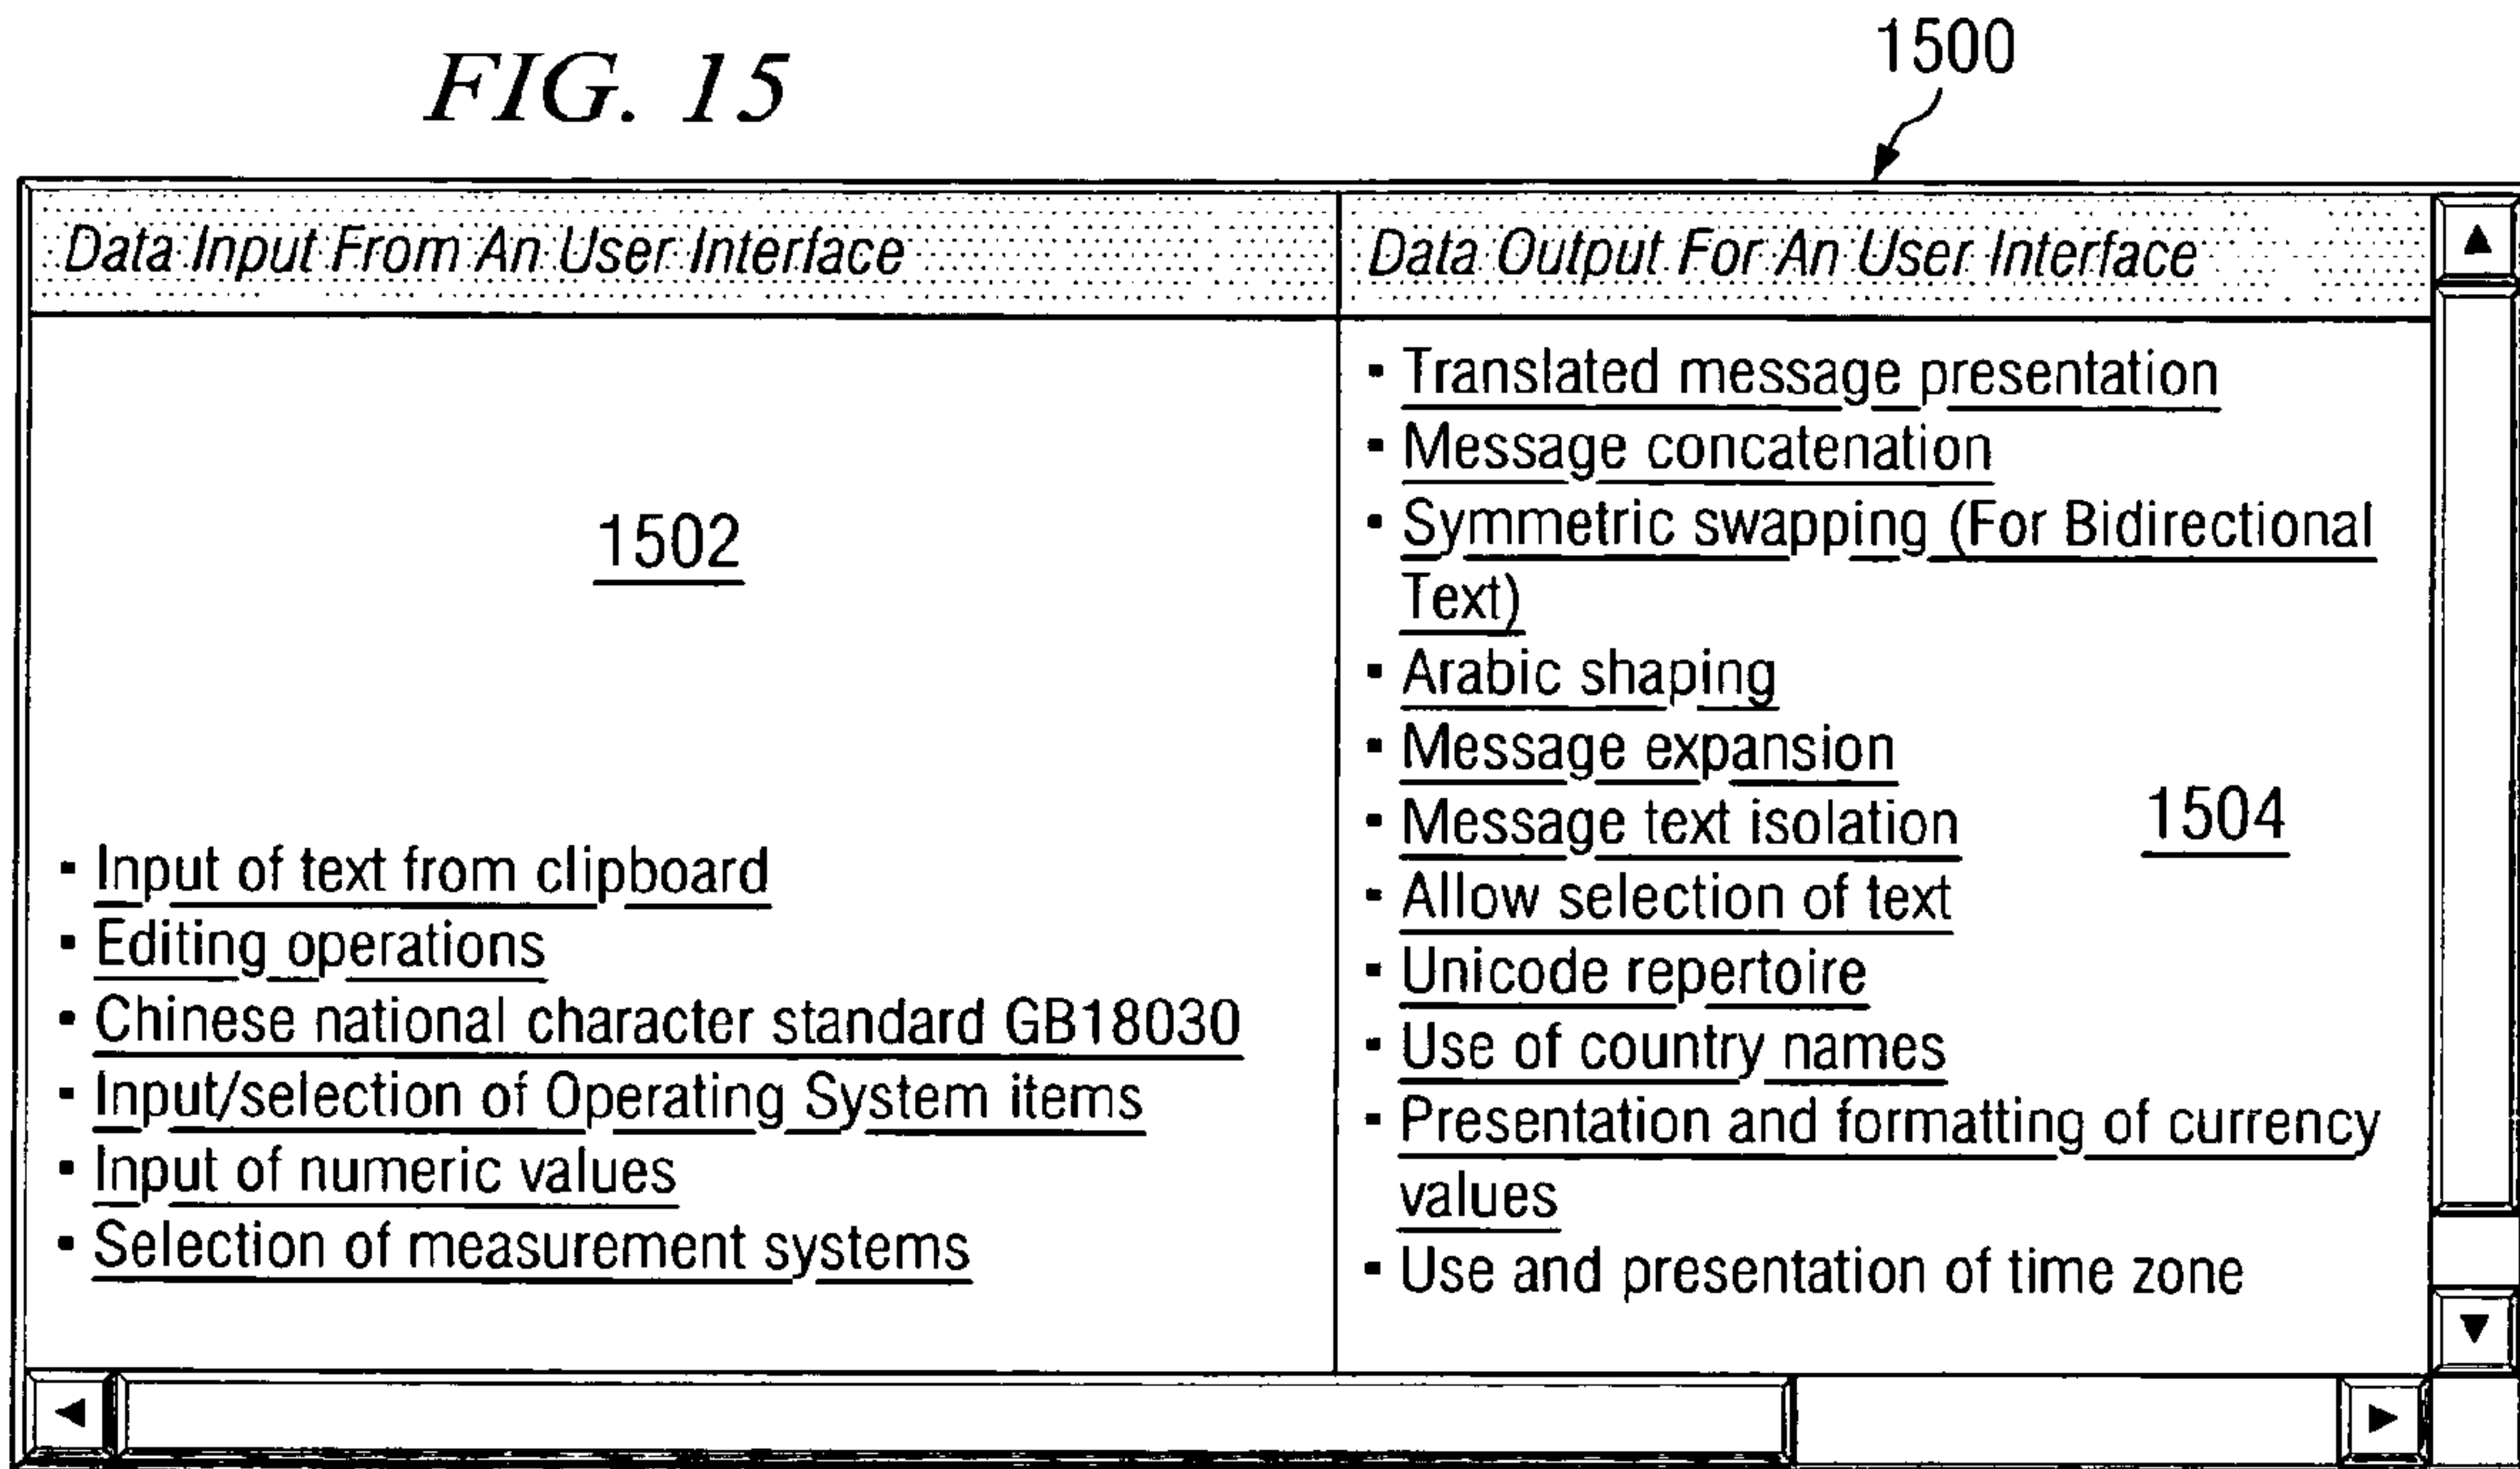 FIG. 15
1500
Data Input From An User Interface
1502
▪ Input of text from clipboard
▪ Editing operations
▪ Chinese national character standard GB18030
▪ Input/selection of Operating System items
▪ Input of numeric values
▪ Selection of measurement systems
Data Output For An User Interface
▪ Translated message presentation
▪ Message concatenation
▪ Symmetric swapping (For Bidirectional
Text)
▪ Arabic shaping
▪ Message expansion
▪ Message text isolation
1504
▪ Allow selection of text
▪ Unicode repertoire
▪ Use of country names
▪ Presentation and formatting of currency
values
▪ Use and presentation of time zone